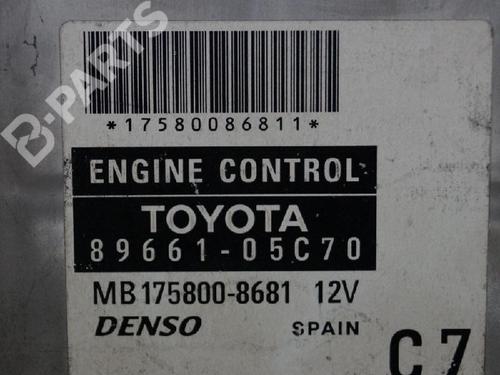 B-PARTS
*17580086811*
ENGINE CONTROL
TOYOTA
89661-05C70
MB175800-8681 12V
DENSO SPAIN C7